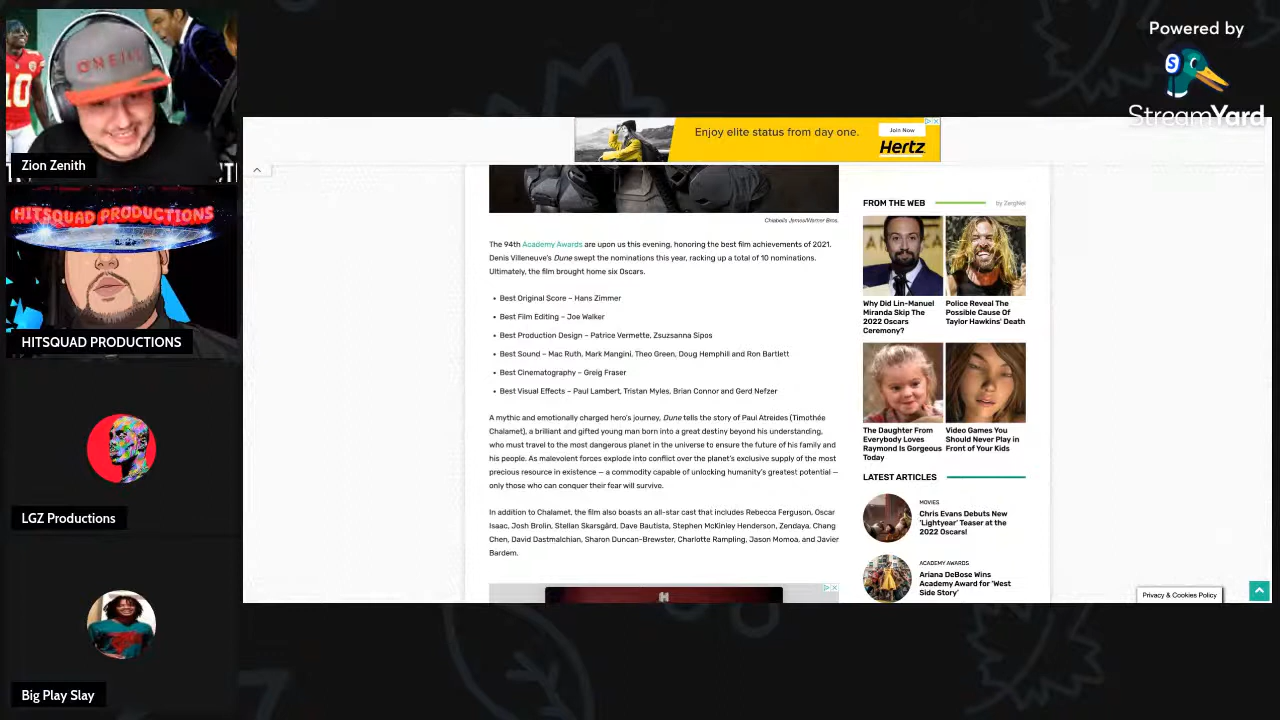 Powered by
StreamYard
10
ONEIL
Zion Zenith
HITSQUAD PRODUCTIONS
HITSQUAD PRODUCTIONS
LGZ Productions
Big Play Slay
Enjoy elite status from day one.
Join Now
Hertz
Chiabella James/Warner Bros.
The 94th Academy Awards are upon us this evening, honoring the best film achievements of 2021.
Denis Villeneuve's Dune swept the nominations this year, racking up a total of 10 nominations.
Ultimately, the film brought home six Oscars.
• Best Original Score – Hans Zimmer
• Best Film Editing – Joe Walker
• Best Production Design – Patrice Vermette, Zsuzsanna Sipos
• Best Sound – Mac Ruth, Mark Mangini, Theo Green, Doug Hemphill and Ron Bartlett
• Best Cinematography – Greig Fraser
• Best Visual Effects – Paul Lambert, Tristan Myles, Brian Connor and Gerd Nefzer
A mythic and emotionally charged hero's journey, Dune tells the story of Paul Atreides (Timothée
Chalamet), a brilliant and gifted young man born into a great destiny beyond his understanding,
who must travel to the most dangerous planet in the universe to ensure the future of his family and
his people. As malevolent forces explode into conflict over the planet's exclusive supply of the most
precious resource in existence — a commodity capable of unlocking humanity's greatest potential —
only those who can conquer their fear will survive.
In addition to Chalamet, the film also boasts an all-star cast that includes Rebecca Ferguson, Oscar
Isaac, Josh Brolin, Stellan Skarsgård, Dave Bautista, Stephen McKinley Henderson, Zendaya, Chang
Chen, David Dastmalchian, Sharon Duncan-Brewster, Charlotte Rampling, Jason Momoa, and Javier
Bardem.
FROM THE WEB
by ZergNet
Why Did Lin-Manuel
Miranda Skip The
2022 Oscars
Ceremony?
Police Reveal The
Possible Cause Of
Taylor Hawkins' Death
The Daughter From
Everybody Loves
Raymond Is Gorgeous
Today
Video Games You
Should Never Play in
Front of Your Kids
LATEST ARTICLES
MOVIES
Chris Evans Debuts New
'Lightyear' Teaser at the
2022 Oscars!
ACADEMY AWARDS
Ariana DeBose Wins
Academy Award for 'West
Side Story'
Privacy & Cookies Policy